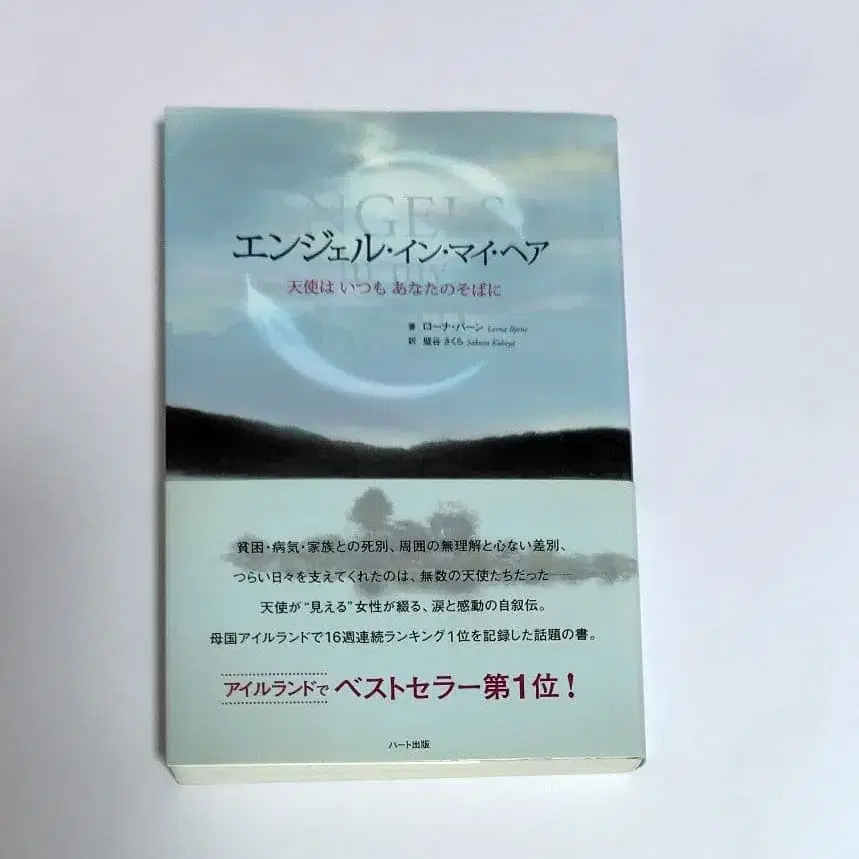 ANGELS
in my
エンジェル・イン・マイ・ヘア
天使は いつも あなたのそばに
著 ローナ・バーン Lorna Byrne
訳 壁谷 さくら Sakura Kabeya
貧困・病気・家族との死別、周囲の無理解と心ない差別、
つらい日々を支えてくれたのは、無数の天使たちだった――
天使が“見える”女性が綴る、涙と感動の自叙伝。
母国アイルランドで16週連続ランキング1位を記録した話題の書。
アイルランドで ベストセラー第1位！
ハート出版